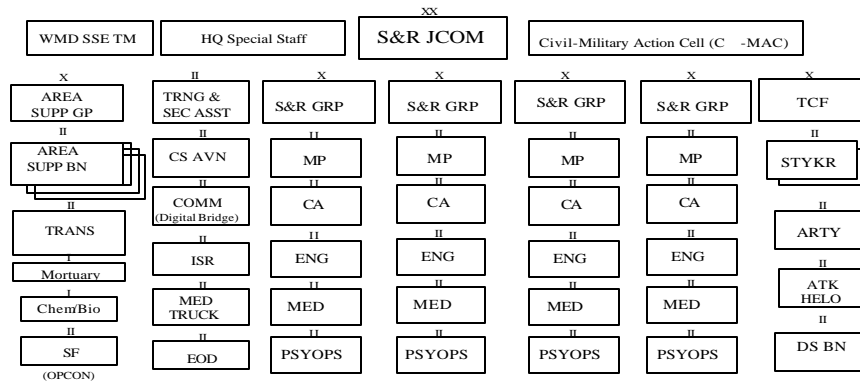 XX
WMD SSE TM
HQ Special Staff
S&R JCOM
Civil-Military Action Cell (C -MAC)
X
AREA
SUPP GP
II
AREA
SUPP BN
II
TRANS
I
Mortuary
I
Chem/Bio
II
SF
(OPCON)
II
TRNG &
SEC ASST
II
CS AVN
II
COMM
(Digital Bridge)
II
ISR
II
MED
TRUCK
II
EOD
X
S&R GRP
II
MP
II
CA
II
ENG
II
MED
II
PSYOPS
X
S&R GRP
II
MP
II
CA
II
ENG
II
MED
II
PSYOPS
X
S&R GRP
II
MP
II
CA
II
ENG
II
MED
II
PSYOPS
X
S&R GRP
II
MP
II
CA
II
ENG
II
MED
II
PSYOPS
X
TCF
II
STYKR
II
ARTY
II
ATK
HELO
II
DS BN